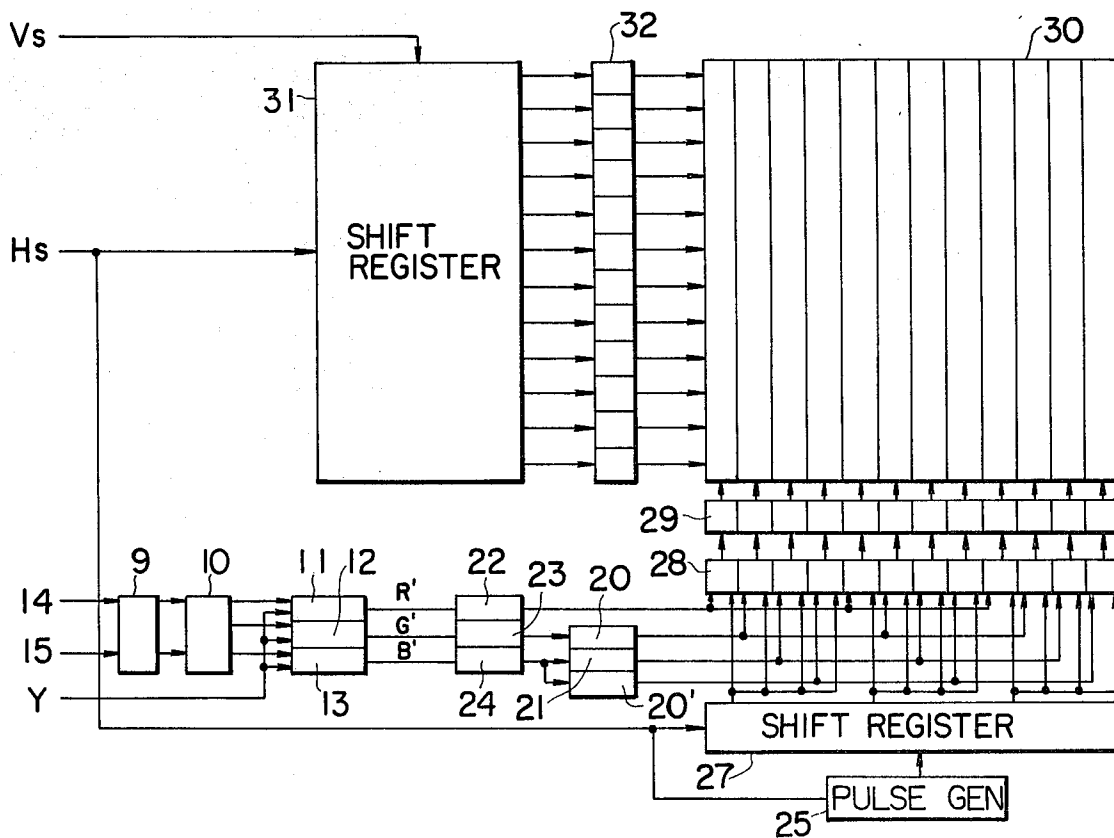 Vs
32
30
31
SHIFT
REGISTER
Hs
29
28
9
10
11
12
22
23
20
14
R'
G'
15
B'
Y
13
24
21
20'
SHIFT REGISTER
27
PULSE GEN
25